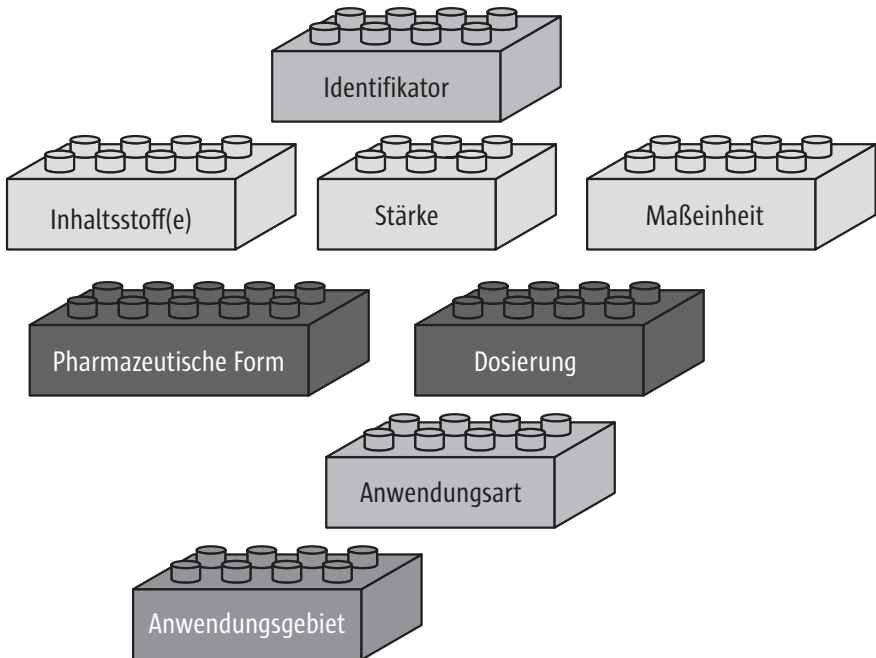 Identifikator
Inhaltsstoff(e)
Stärke
Maßeinheit
Pharmazeutische Form
Dosierung
Anwendungsart
Anwendungsgebiet